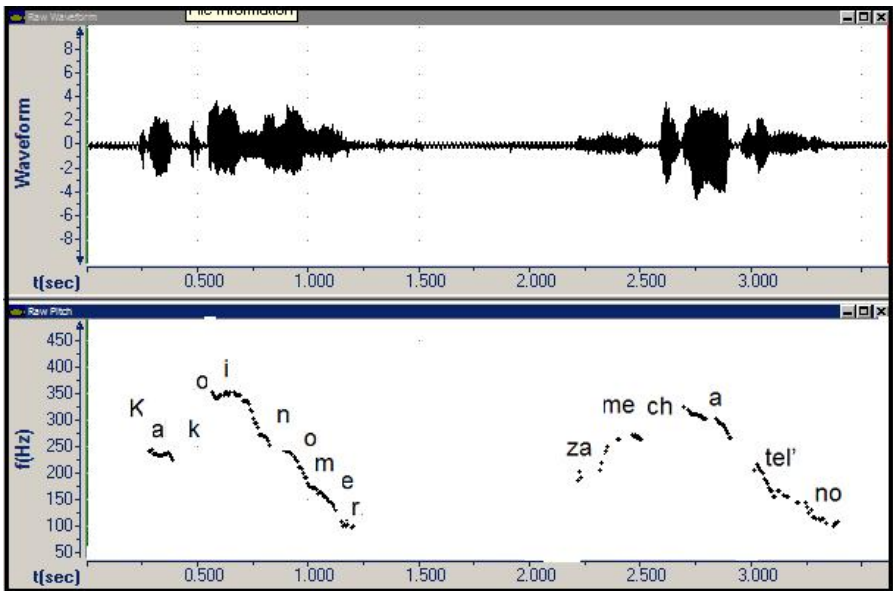 Raw Waveform
File Information
Waveform
8
6
4
2
0
-2
-4
-6
-8
t(sec) 0.500 1.000 1.500 2.000 2.500 3.000
Raw Pitch
f(Hz)
450
400
350
300
250
200
150
100
50
K a k o i n o m e r
za me ch a tel’ no
t(sec) 0.500 1.000 1.500 2.000 2.500 3.000